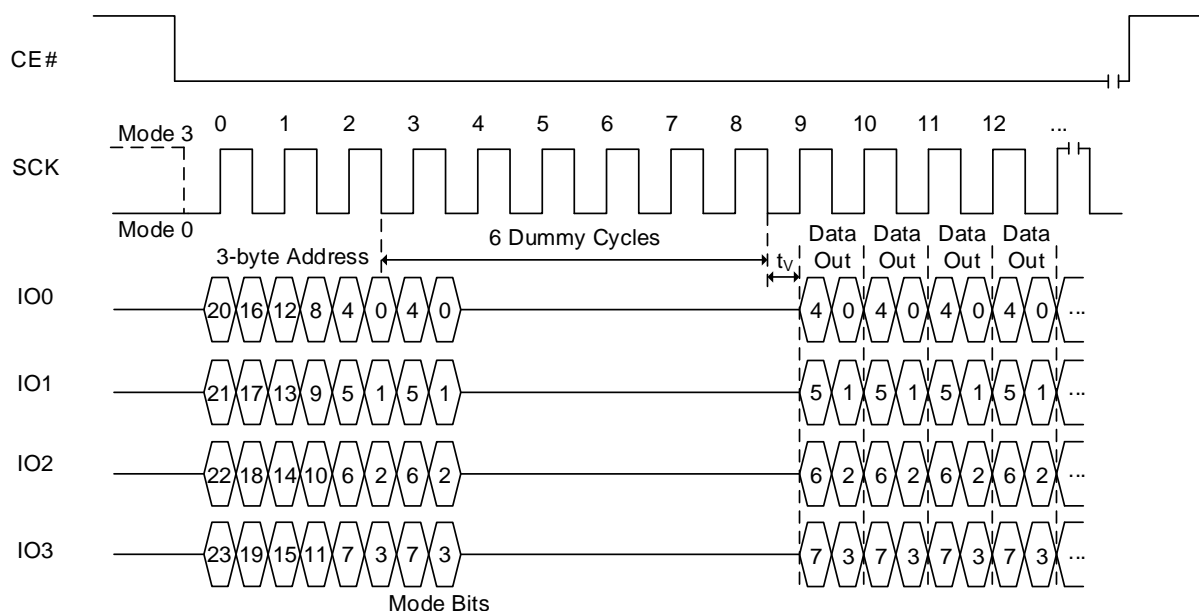 CE#
0 1 2 3 4 5 6 7 8 9 10 11 12 ...
Mode 3
SCK
Mode 0
6 Dummy Cycles
Data Data Data Data
3-byte Address
tV
Out Out Out Out
IO0
20 16 12 8 4 0 4 0 4 0 4 0 4 0 4 0 ...
IO1
21 17 13 9 5 1 5 1 5 1 5 1 5 1 5 1 ...
IO2
22 18 14 10 6 2 6 2 6 2 6 2 6 2 6 2 ...
IO3
23 19 15 11 7 3 7 3 7 3 7 3 7 3 7 3 ...
Mode Bits